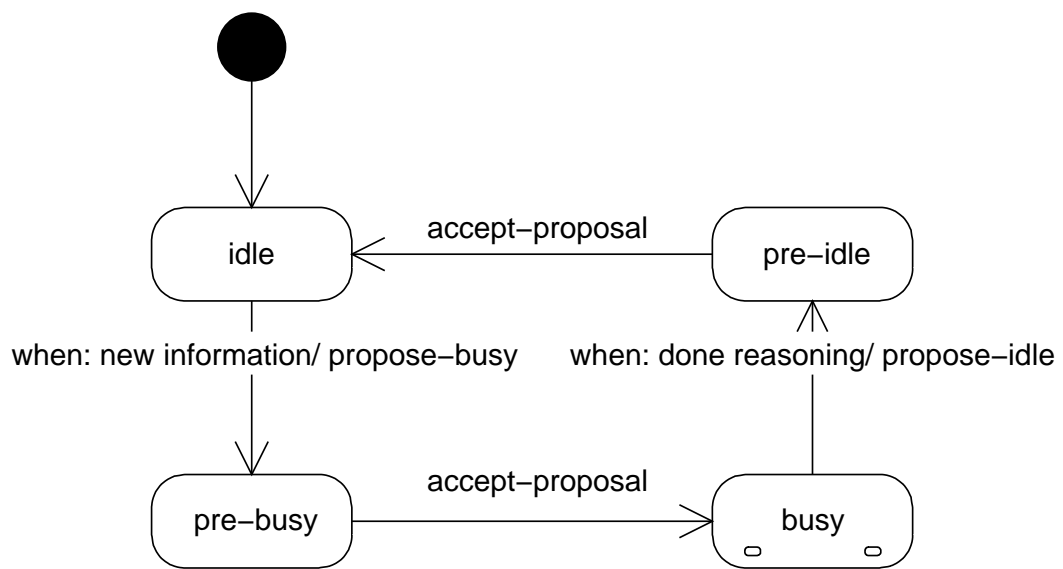 accept−proposal
idle
pre−idle
when: new information/ propose−busy
when: done reasoning/ propose−idle
accept−proposal
pre−busy
busy